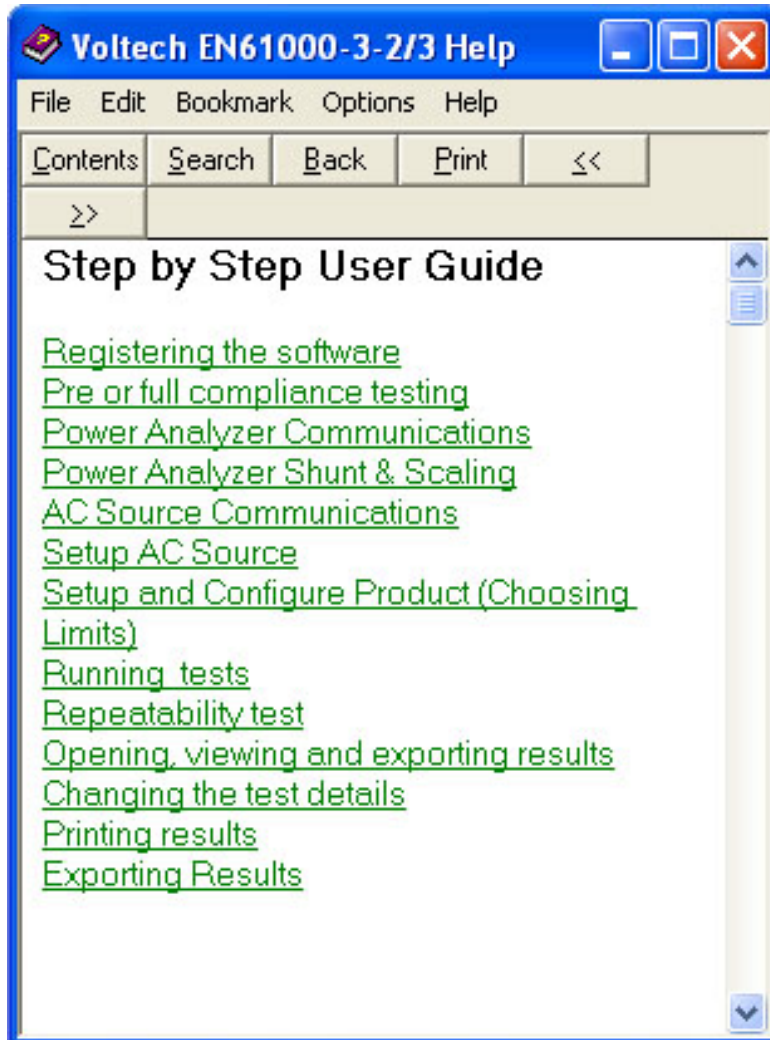 Voltech EN61000-3-2/3 Help
File Edit Bookmark Options Help
Contents Search Back Print <<
>>
Step by Step User Guide
Registering the software
Pre or full compliance testing
Power Analyzer Communications
Power Analyzer Shunt & Scaling
AC Source Communications
Setup AC Source
Setup and Configure Product (Choosing
Limits)
Running tests
Repeatability test
Opening, viewing and exporting results
Changing the test details
Printing results
Exporting Results